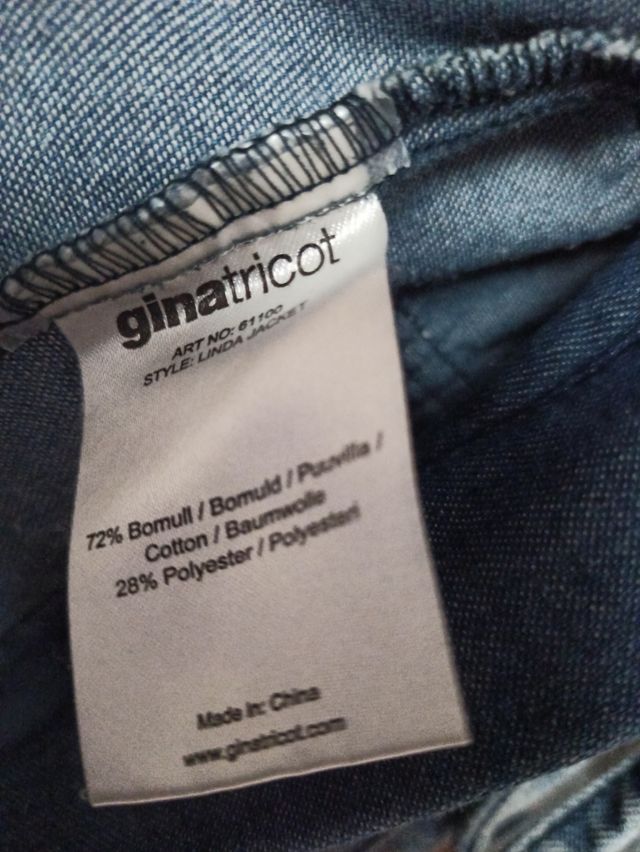 ginatricot
ART NO: 61100
STYLE: LINDA JACKET
72% Bomull / Bomuld / Puuvilla /
Cotton / Baumwolle
28% Polyester / Polyesteri
Made In: China
www.ginatricot.com